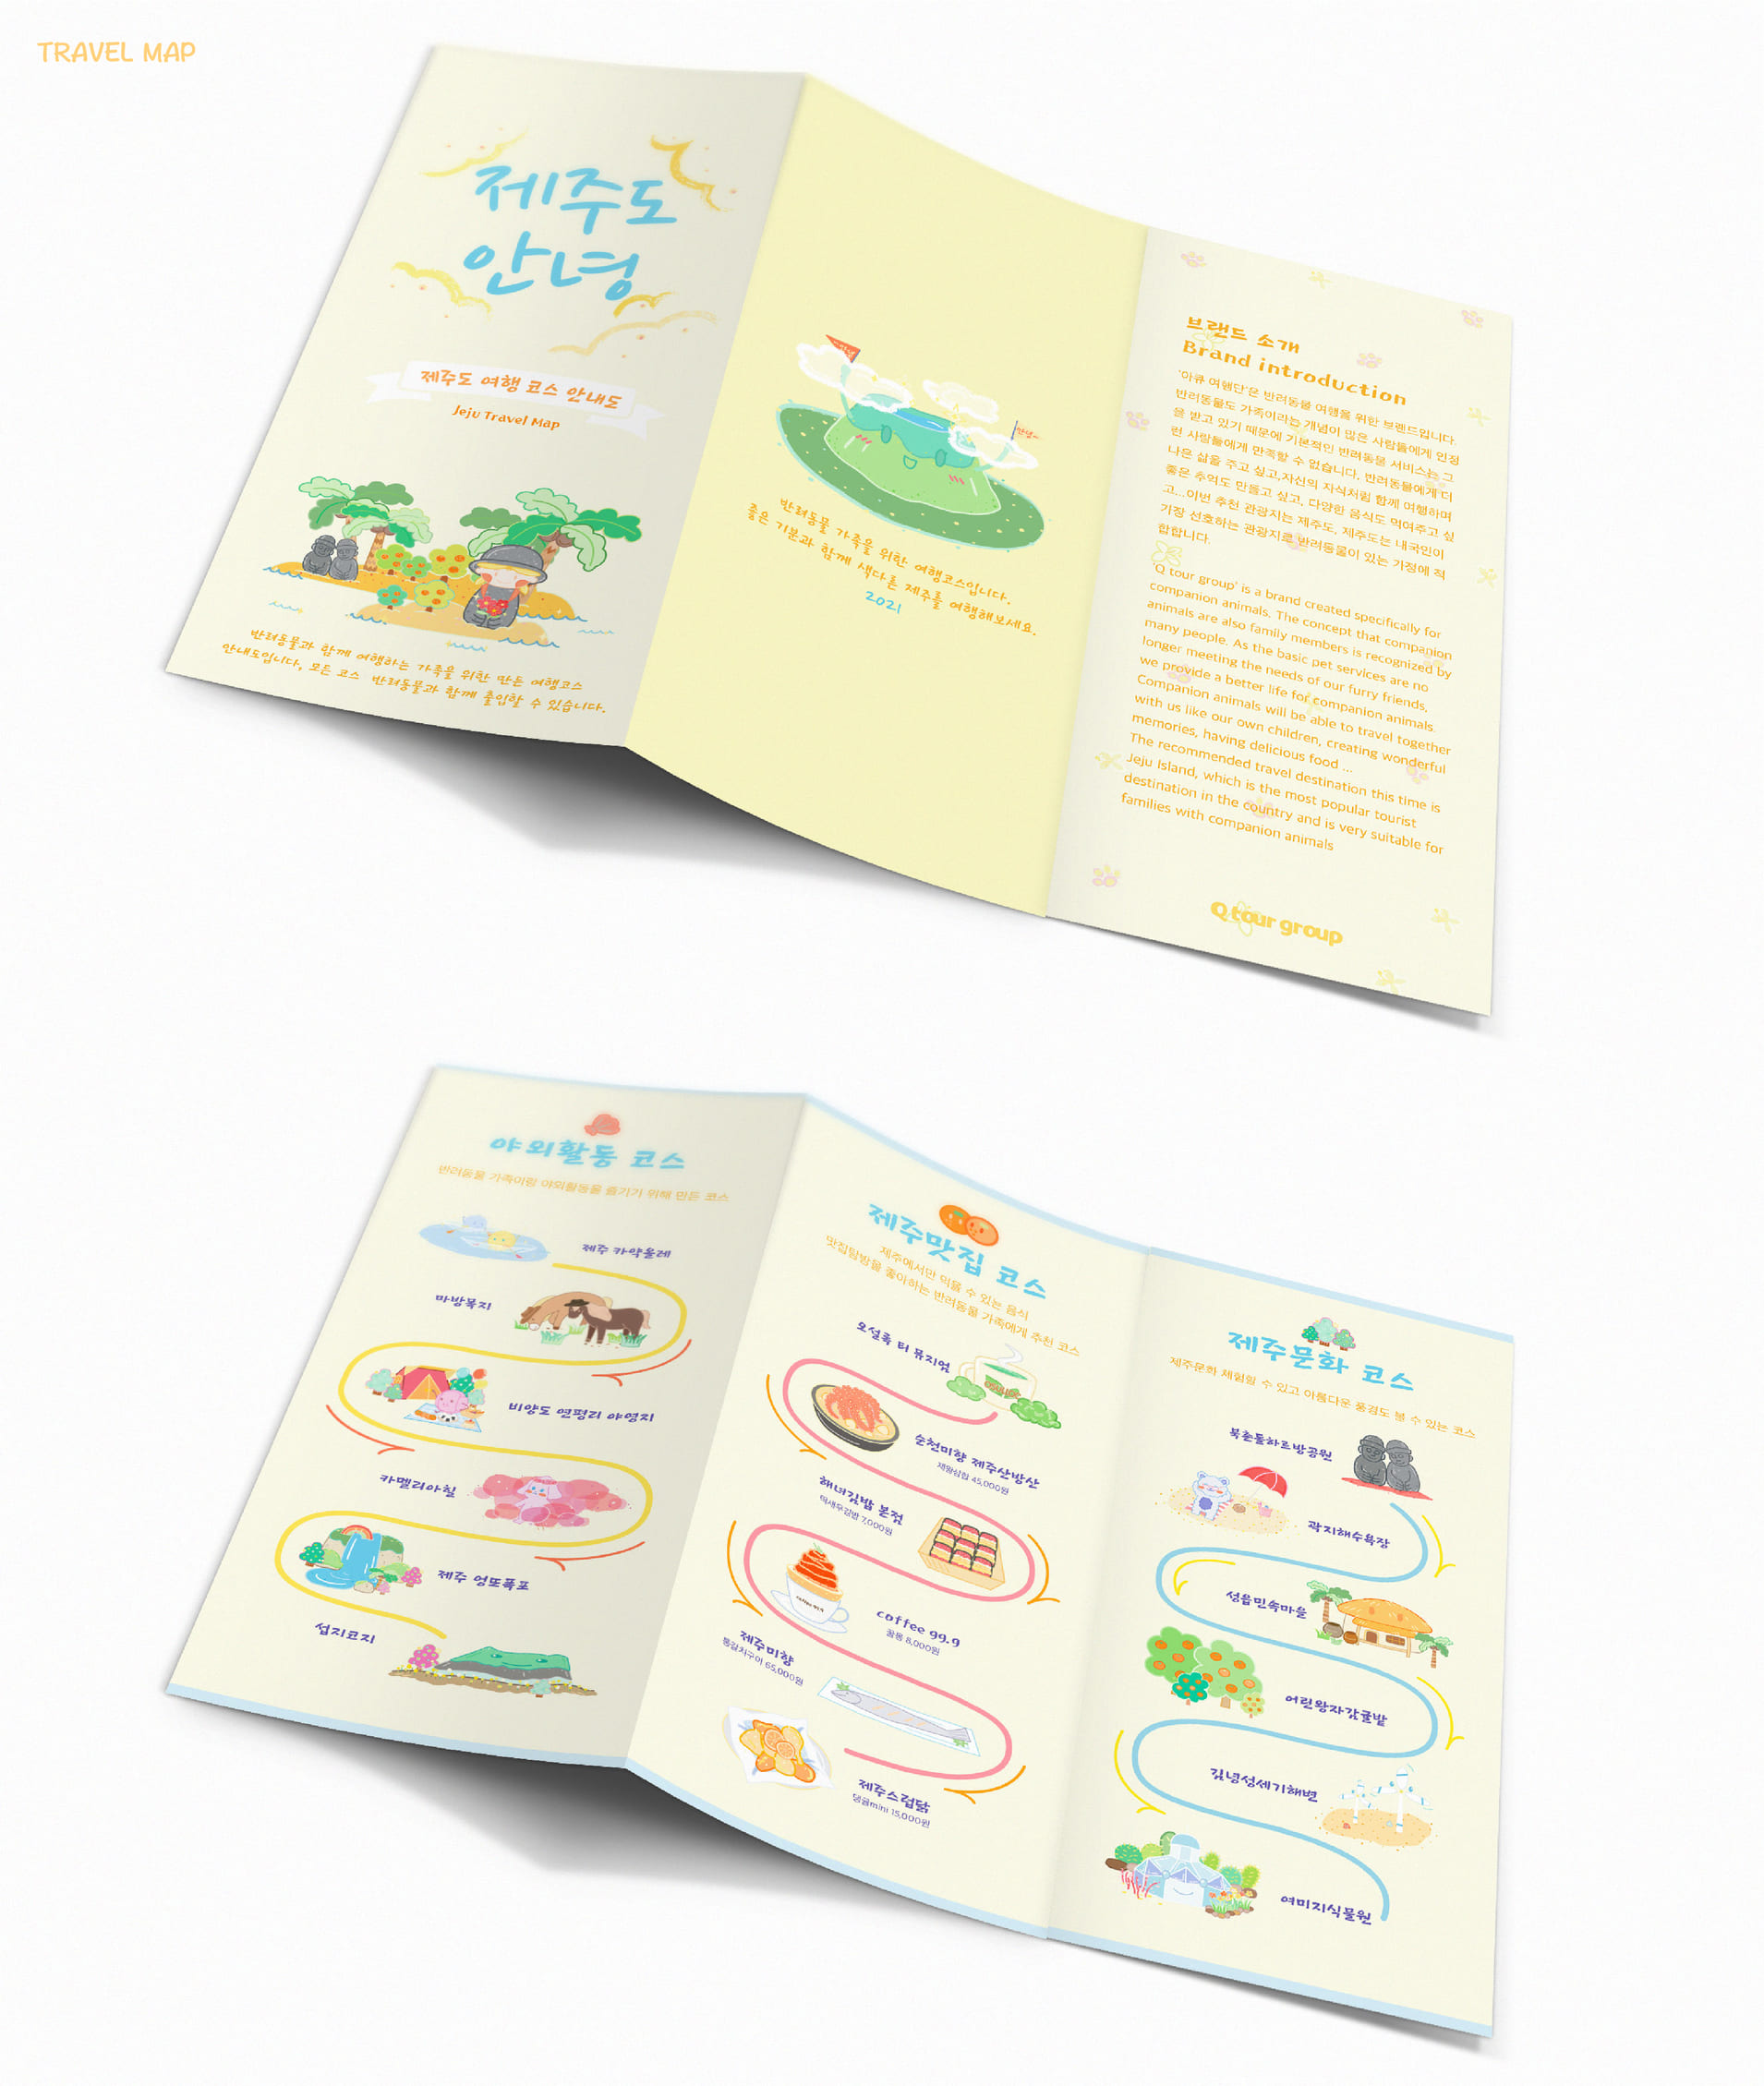 TRAVEL MAP
제주도
안녕
제주도 여행 코스 안내도
Jeju Travel Map
반려동물과 함께 여행하는 가족을 위한 만든 여행코스
안내도입니다, 모든 코스 반려동물과 함께 출입할 수 있습니다.
안녕~
반려동물 가족을 위한 여행코스입니다.
좋은 기분과 함께 색다른 제주를 여행해보세요.
2021
브랜드 소개
Brand introduction
'아큐 여행단'은 반려동물 여행을 위한 브랜드입니다.
반려동물도 가족이라는 개념이 많은 사람들에게 인정
을 받고 있기 때문에 기본적인 반려동물 서비스는 그
런 사람들에게 만족할 수 없습니다, 반려동물에게 더
나은 삶을 주고 싶고,자신의 자식처럼 함께 여행하며
좋은 추억도 만들고 싶고, 다양한 음식도 먹여주고 싶
고...이번 추천 관광지는 제주도, 제주도는 내국인이
가장 선호하는 관광지로 반려동물이 있는 가정에 적
합합니다.
'Q tour group' is a brand created specifically for
companion animals. The concept that companion
animals are also family members is recognized by
many people. As the basic pet services are no
longer meeting the needs of our furry friends,
we provide a better life for companion animals.
Companion animals will be able to travel together
with us like our own children, creating wonderful
memories, having delicious food ...
The recommended travel destination this time is
Jeju Island, which is the most popular tourist
destination in the country and is very suitable for
families with companion animals
Q tour group
야외활동 코스
반려동물 가족이랑 야외활동을 즐기기 위해 만든 코스
제주 카약올레
마방목지
비양도 연평리 야영지
카멜리아힐
제주 엉또폭포
섭지코지
제주맛집 코스
제주에서만 먹을 수 있는 음식
맛집탐방을 좋아하는 반려동물 가족에게 추천 코스
오설록 티 뮤지엄
순천미향 제주산방산
재왕삼합 45,000원
해녀김밥 본점
딱새우김밥 7,000원
coffee 99.9
꿀통 8,000원
제주미향
통갈치구이 65,000원
제주스럽닭
댕귤mini 15,000원
제주문화 코스
제주문화 체험할 수 있고 아름다운 풍경도 볼 수 있는 코스
북촌돌하르방공원
곽지해수욕장
성읍민속마을
어린왕자감귤밭
김녕성세기해변
여미지식물원